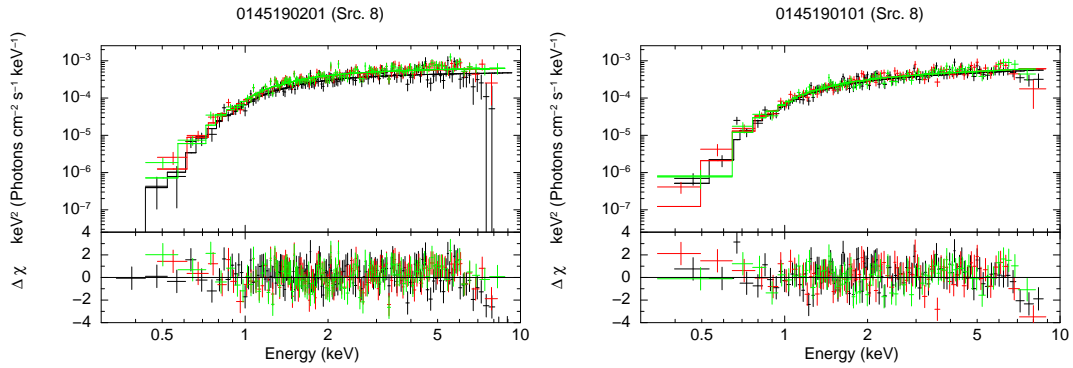 0145190201 (Src. 8)
keV² (Photons cm⁻² s⁻¹ keV⁻¹)
10⁻³
10⁻⁴
10⁻⁵
10⁻⁶
10⁻⁷
Δ χ
4
2
0
−2
−4
0.5 1 2 5 10
Energy (keV)
0145190101 (Src. 8)
keV² (Photons cm⁻² s⁻¹ keV⁻¹)
10⁻³
10⁻⁴
10⁻⁵
10⁻⁶
10⁻⁷
Δ χ
4
2
0
−2
−4
0.5 1 2 5 10
Energy (keV)